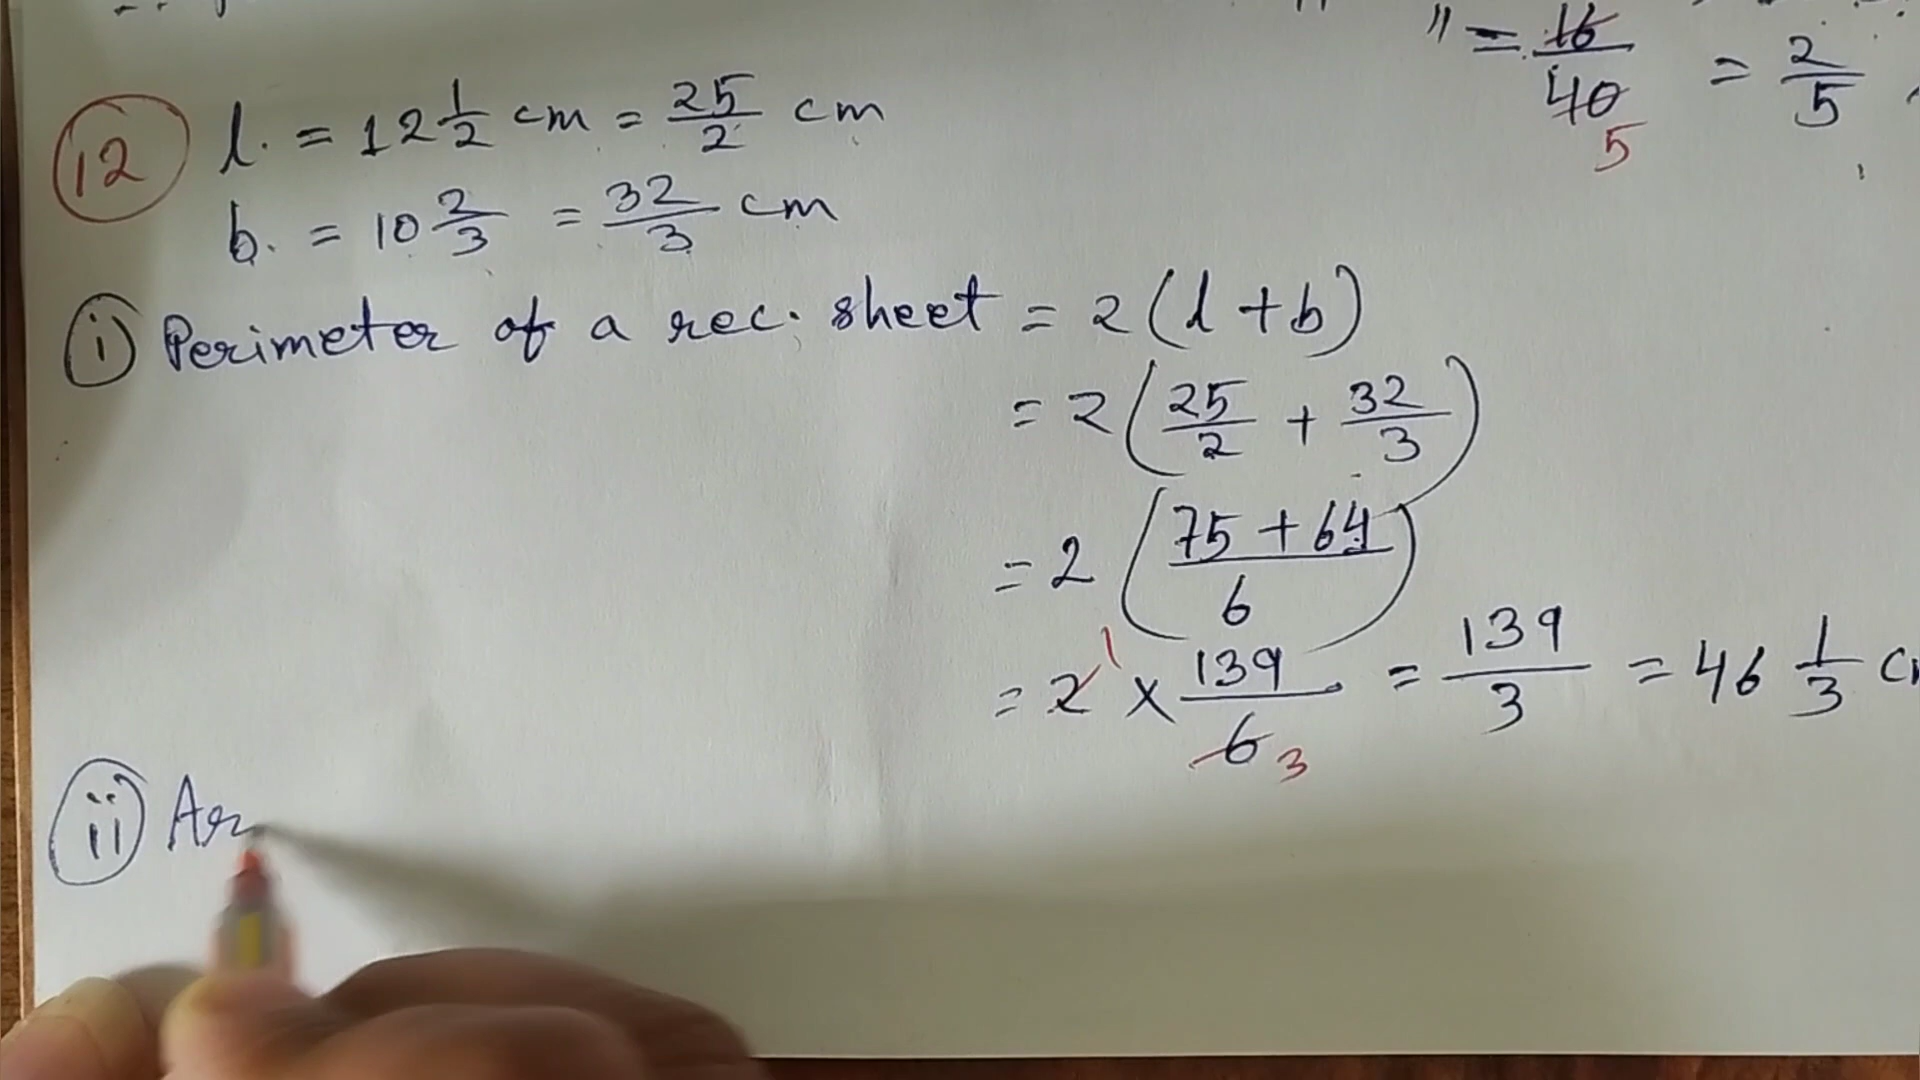 " = 16/40 = 2/5
5
12 l. = 12 1/2 cm = 25/2 cm
b. = 10 2/3 = 32/3 cm
i) Perimeter of a rec. sheet = 2 (l + b)
= 2 (25/2 + 32/3)
= 2 (75 + 64 / 6)
1
= 2 × 139/6 = 139/3 = 46 1/3 c
3
ii) Ar